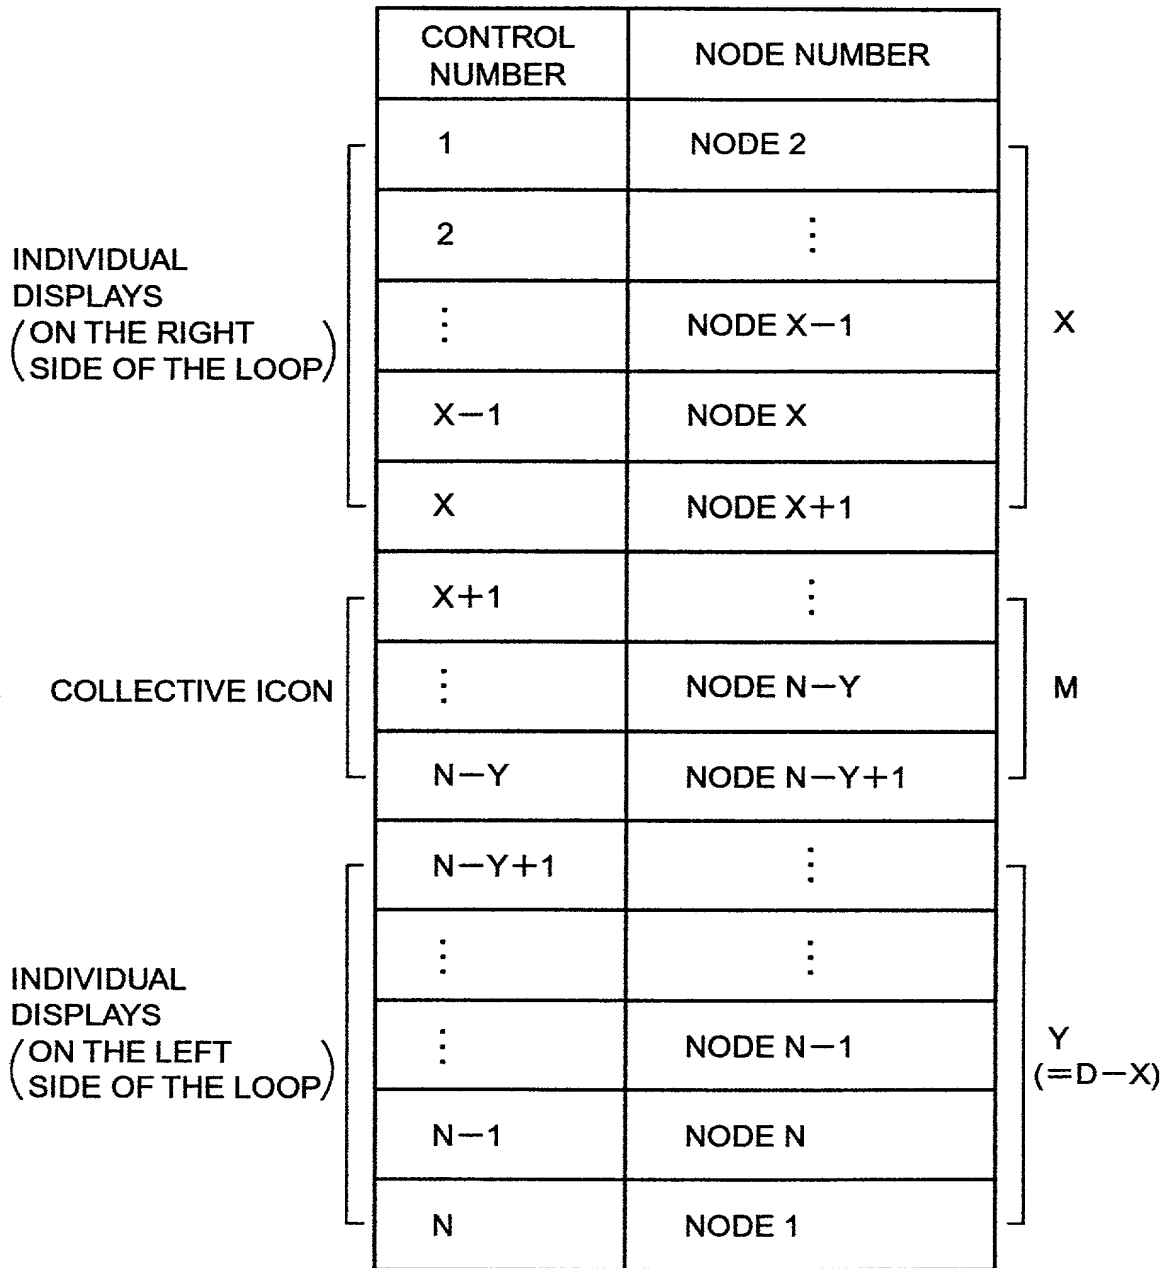 CONTROL NUMBER | NODE NUMBER
1 | NODE 2
2 | ⋮
⋮ | NODE X−1
X−1 | NODE X
X | NODE X+1
INDIVIDUAL
DISPLAYS
(ON THE RIGHT
SIDE OF THE LOOP)
X
X+1 | ⋮
⋮ | NODE N−Y
N−Y | NODE N−Y+1
COLLECTIVE ICON
M
N−Y+1 | ⋮
⋮ | ⋮
⋮ | NODE N−1
N−1 | NODE N
N | NODE 1
INDIVIDUAL
DISPLAYS
(ON THE LEFT
SIDE OF THE LOOP)
Y
(=D−X)